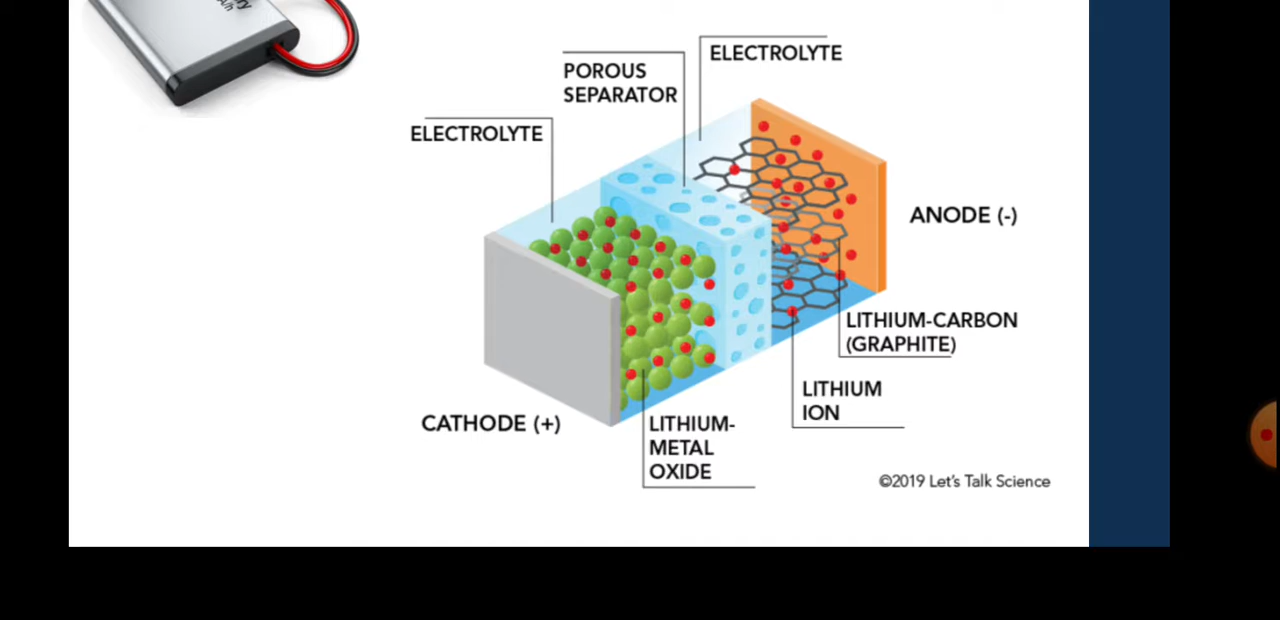 ELECTROLYTE
POROUS
SEPARATOR
ELECTROLYTE
ANODE (-)
LITHIUM-CARBON
(GRAPHITE)
LITHIUM
ION
CATHODE (+)
LITHIUM-
METAL
OXIDE
©2019 Let's Talk Science